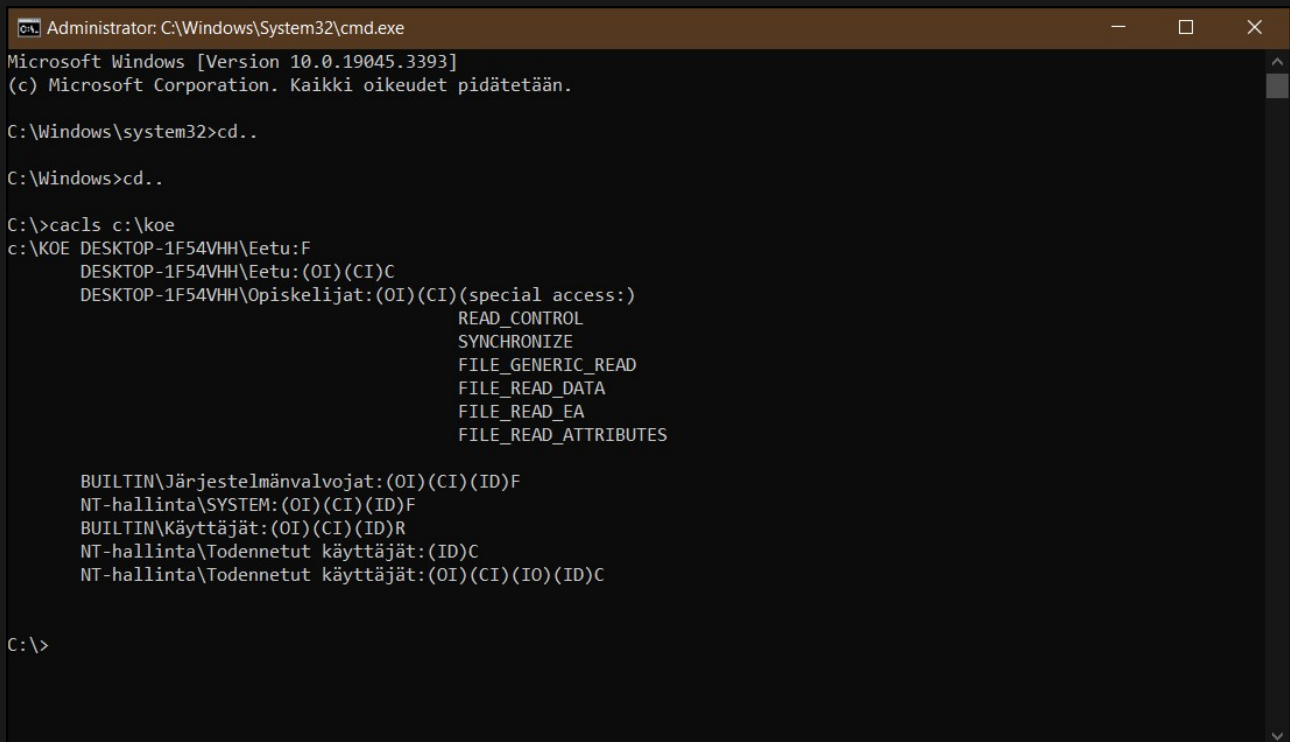 Administrator: C:\Windows\System32\cmd.exe
Microsoft Windows [Version 10.0.19045.3393]
(c) Microsoft Corporation. Kaikki oikeudet pidätetään.
C:\Windows\system32>cd..
C:\Windows>cd..
C:\>cacls c:\koe
c:\KOE DESKTOP-1F54VHH\Eetu:F
DESKTOP-1F54VHH\Eetu:(OI)(CI)C
DESKTOP-1F54VHH\Opiskelijat:(OI)(CI)(special access:)
READ_CONTROL
SYNCHRONIZE
FILE_GENERIC_READ
FILE_READ_DATA
FILE_READ_EA
FILE_READ_ATTRIBUTES
BUILTIN\Järjestelmänvalvojat:(OI)(CI)(ID)F
NT-hallinta\SYSTEM:(OI)(CI)(ID)F
BUILTIN\Käyttäjät:(OI)(CI)(ID)R
NT-hallinta\Todennetut käyttäjät:(ID)C
NT-hallinta\Todennetut käyttäjät:(OI)(CI)(IO)(ID)C
C:\>